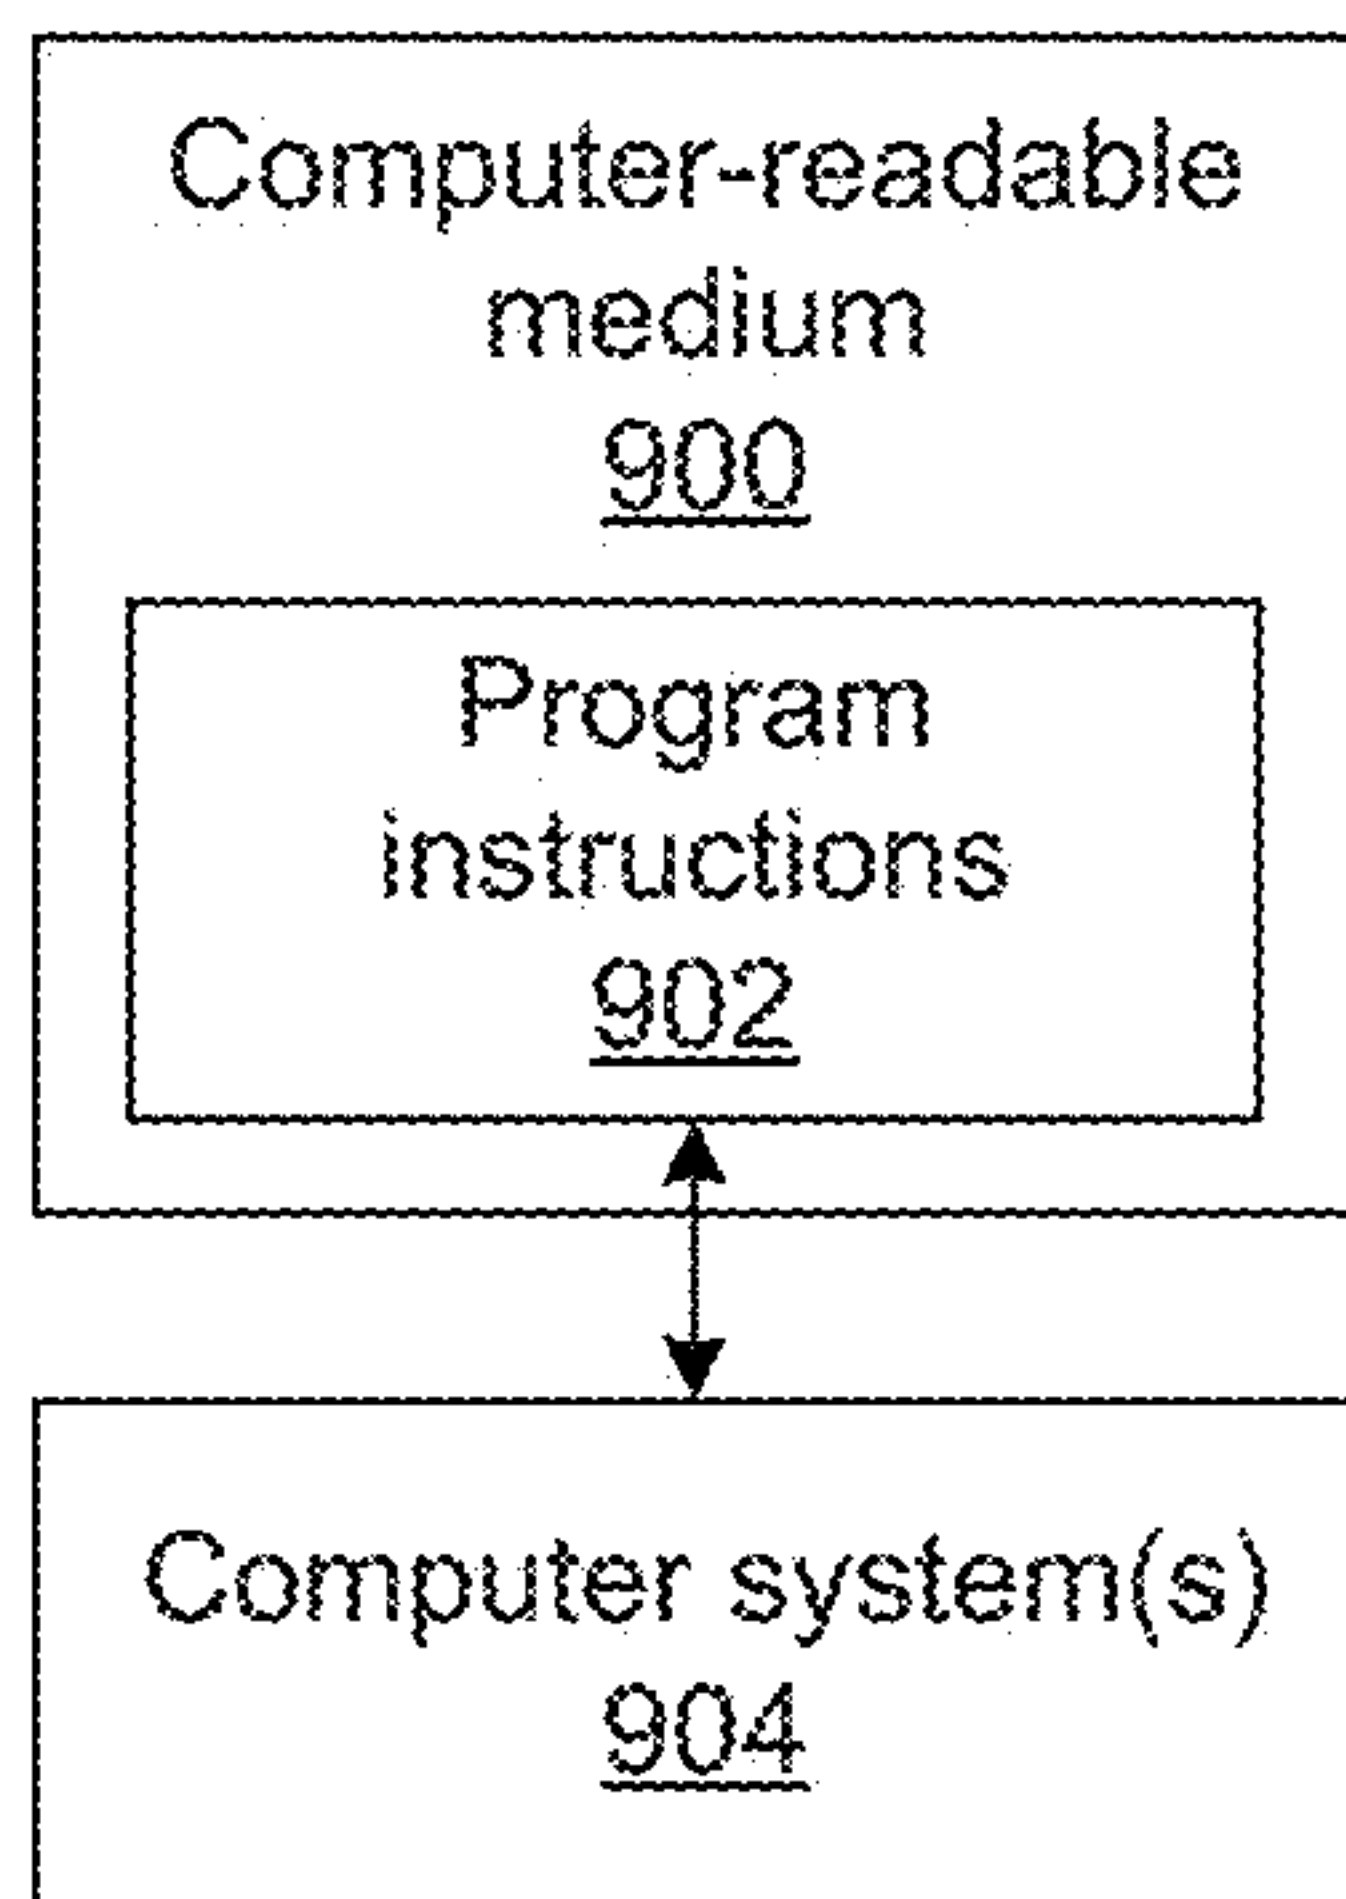 Computer-readable
medium
900
Program
instructions
902
Computer system(s)
904